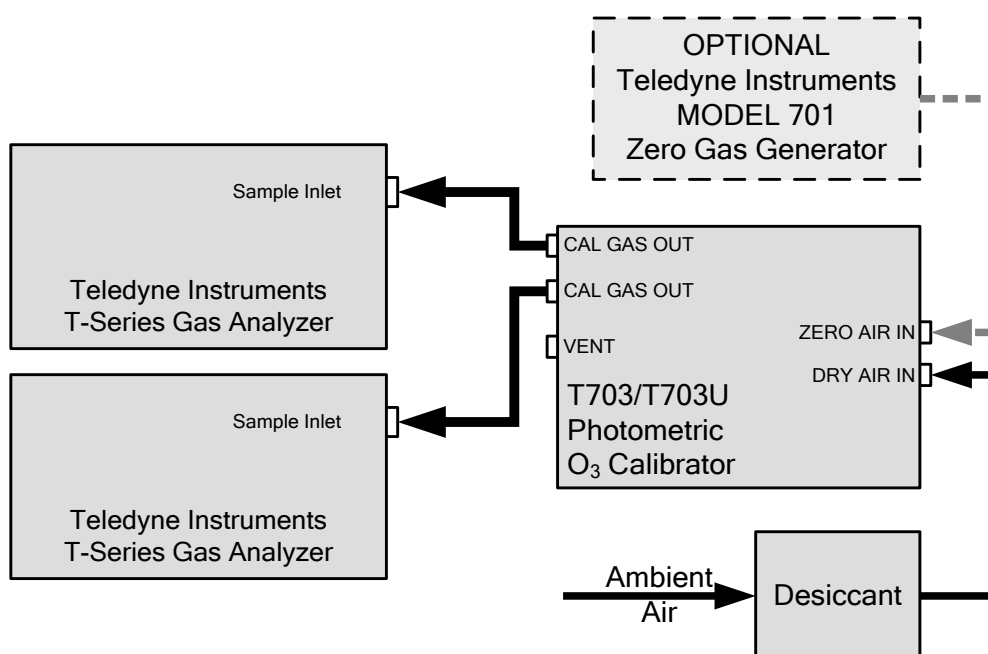 OPTIONAL
Teledyne Instruments
MODEL 701
Zero Gas Generator
Sample Inlet
Teledyne Instruments
T-Series Gas Analyzer
CAL GAS OUT
CAL GAS OUT
VENT
ZERO AIR IN
DRY AIR IN
T703/T703U
Photometric
O₃ Calibrator
Sample Inlet
Teledyne Instruments
T-Series Gas Analyzer
Ambient
Air
Desiccant